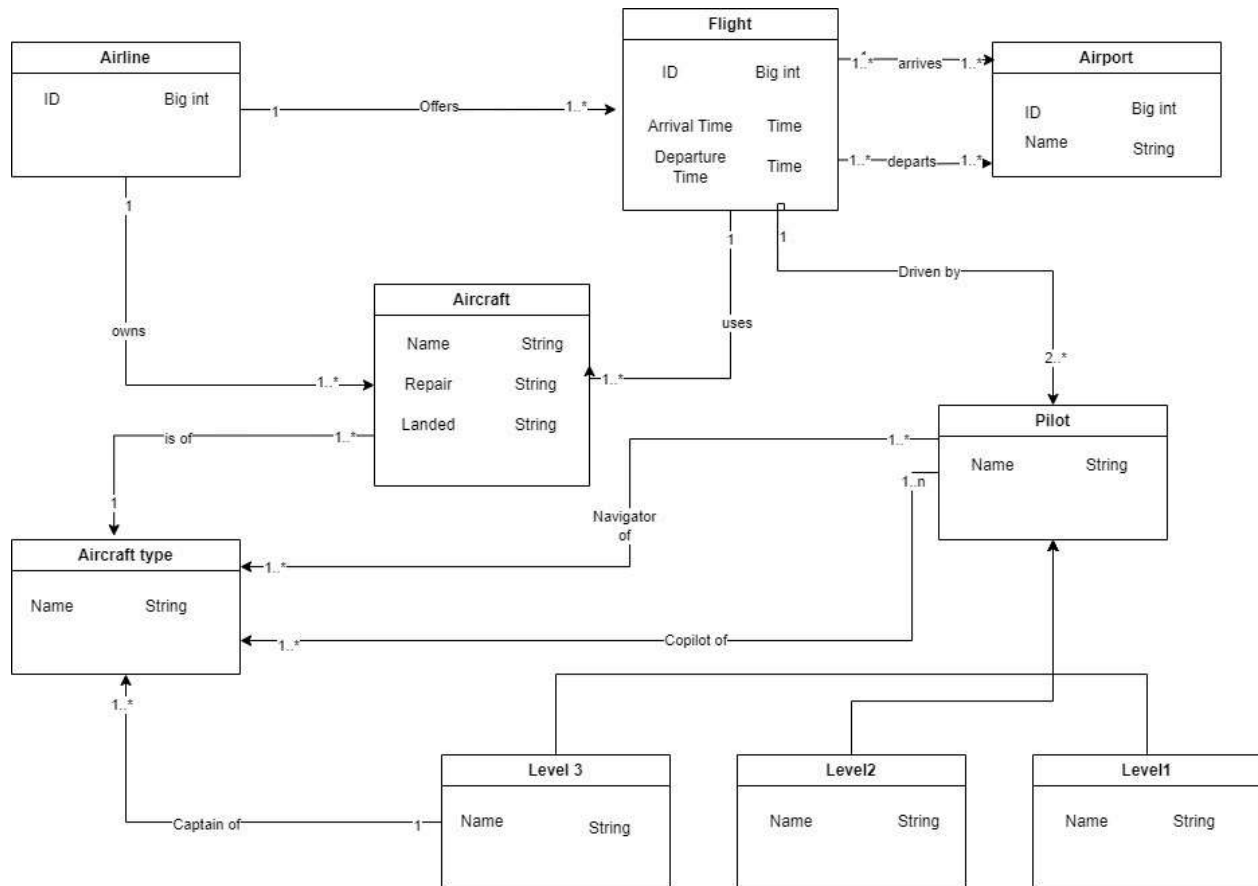 Airline
ID Big int
1 Offers 1..*
Flight
ID Big int
Arrival Time Time
Departure
Time
Time
1..* arrives 1..*
1..* departs 1..*
Airport
ID Big int
Name String
1
owns
1..*
1
uses
1..*
1
Driven by
2..*
Aircraft
Name String
Repair String
Landed String
1..*
is of
1
Pilot
Name String
1..*
Navigator
of
1..*
1..n
Copilot of
1..*
Aircraft type
Name String
1..*
Captain of
1
Level 3
Name String
Level2
Name String
Level1
Name String